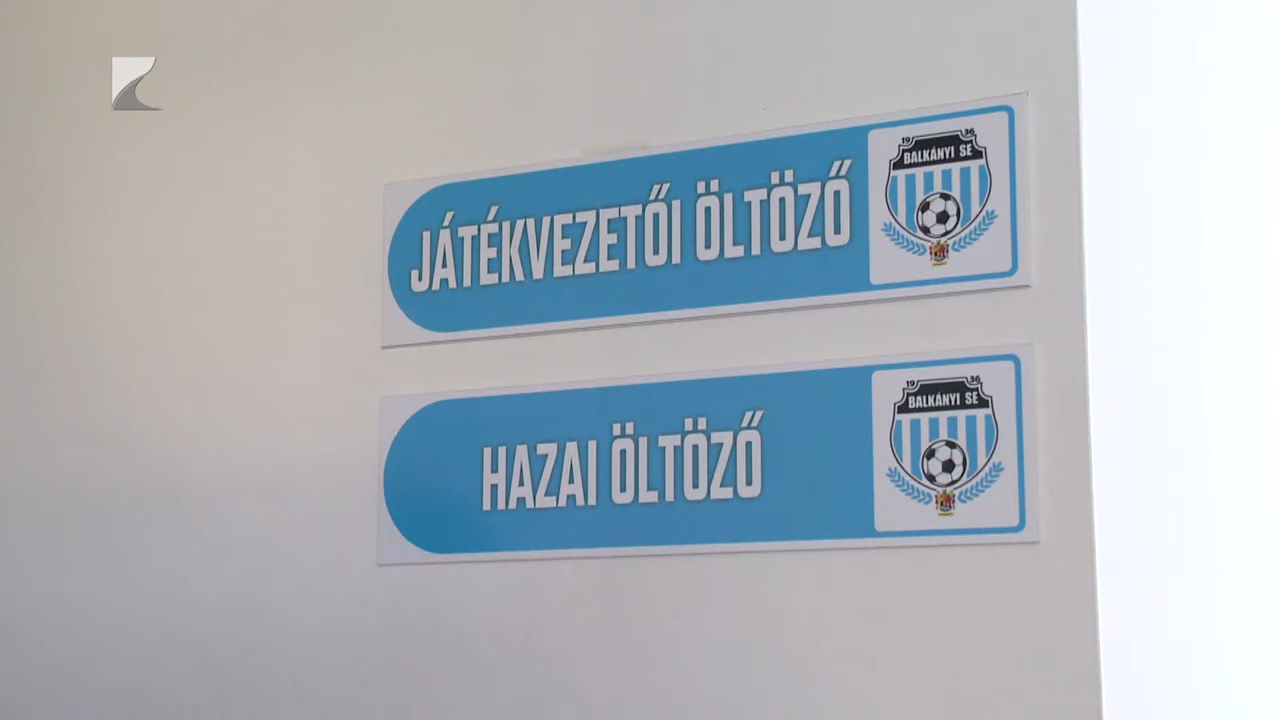 JÁTÉKVEZETŐI ÖLTÖZŐ
19 36
BALKÁNYI SE
HAZAI ÖLTÖZŐ
19 36
BALKÁNYI SE